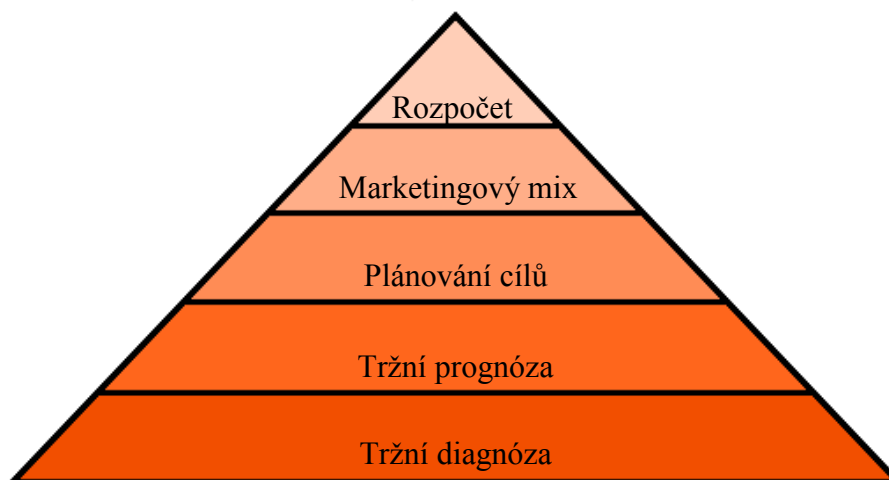 Rozpočet
Marketingový mix
Plánování cílů
Tržní prognóza
Tržní diagnóza